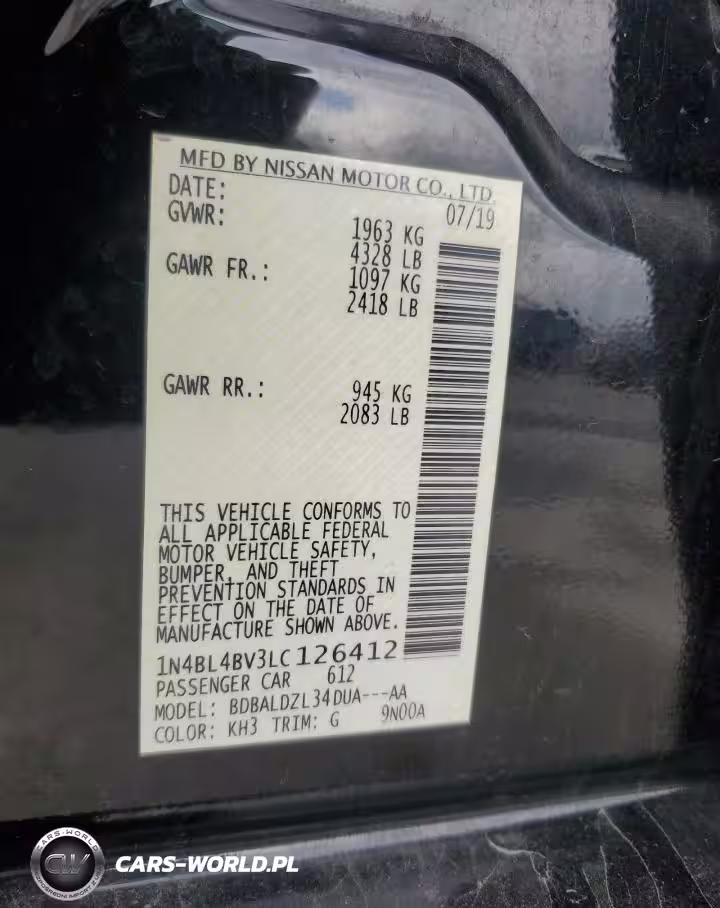 MFD BY NISSAN MOTOR CO., LTD.
DATE: 07/19
GVWR: 1963 KG
4328 LB
GAWR FR.: 1097 KG
2418 LB
GAWR RR.: 945 KG
2083 LB
THIS VEHICLE CONFORMS TO
ALL APPLICABLE FEDERAL
MOTOR VEHICLE SAFETY,
BUMPER, AND THEFT
PREVENTION STANDARDS IN
EFFECT ON THE DATE OF
MANUFACTURE SHOWN ABOVE.
1N4BL4BV3LC126412
PASSENGER CAR 612
MODEL: BDBALDZL34DUA---AA
COLOR: KH3 TRIM: G 9N00A
CARS-WORLD
CW
CARS-WORLD.PL